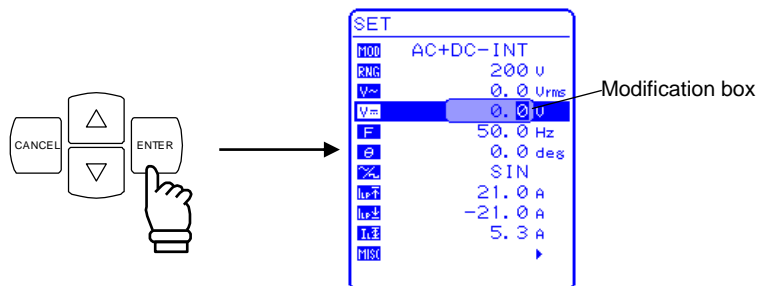 CANCEL
△
▽
ENTER
SET
MOD AC+DC-INT
RNG 200 V
V~ 0.0 Vrms
V⎓ 0.0 V
F 50.0 Hz
θ 0.0 deg
SIN
21.0 A
-21.0 A
5.3 A
MISC ▶
Modification box